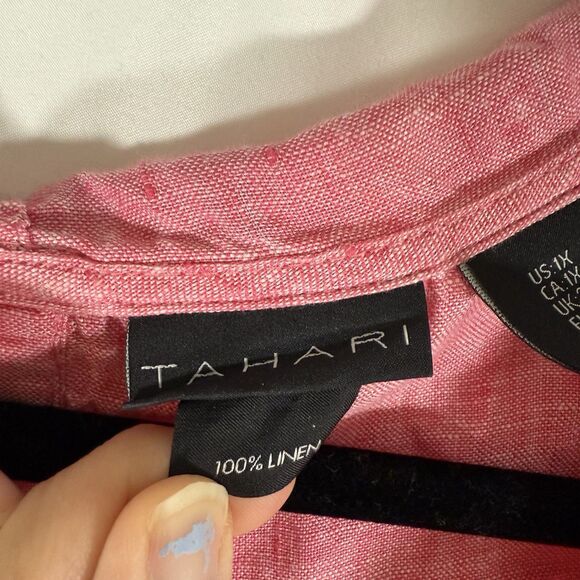 TAHARI
100% LINEN
US:1X
CA:1X